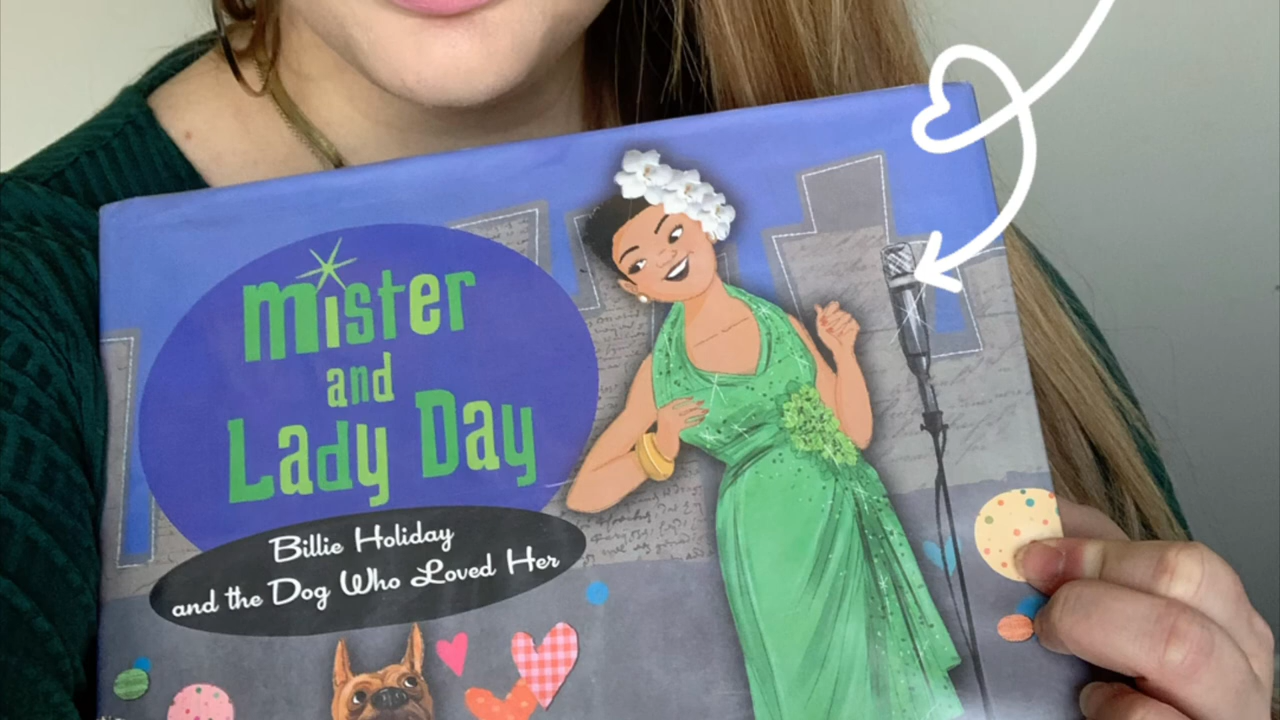 mister
and
Lady Day
Billie Holiday
and the Dog Who Loved Her